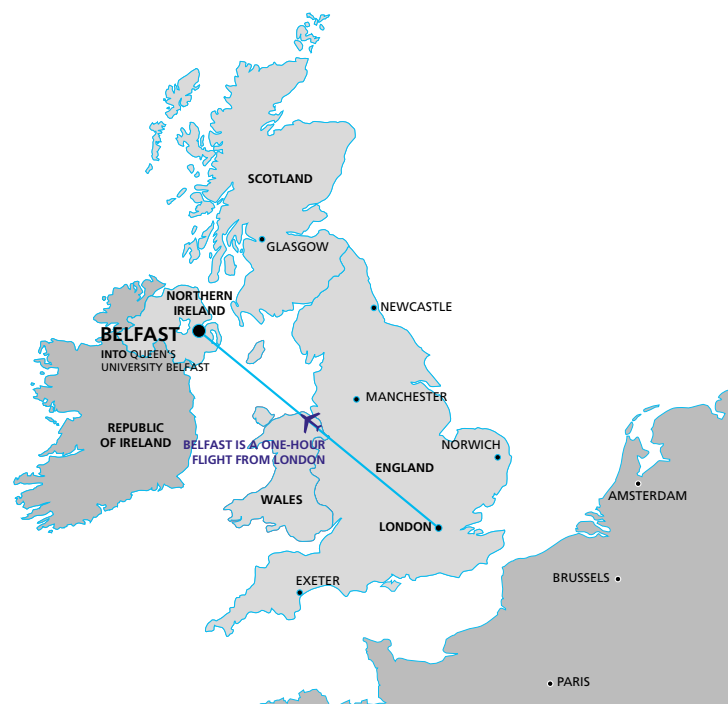 SCOTLAND
GLASGOW
NORTHERN
IRELAND
NEWCASTLE
BELFAST
INTO QUEEN'S
UNIVERSITY BELFAST
MANCHESTER
REPUBLIC
OF IRELAND
BELFAST IS A ONE-HOUR
FLIGHT FROM LONDON
NORWICH
ENGLAND
WALES
AMSTERDAM
LONDON
BRUSSELS
EXETER
PARIS